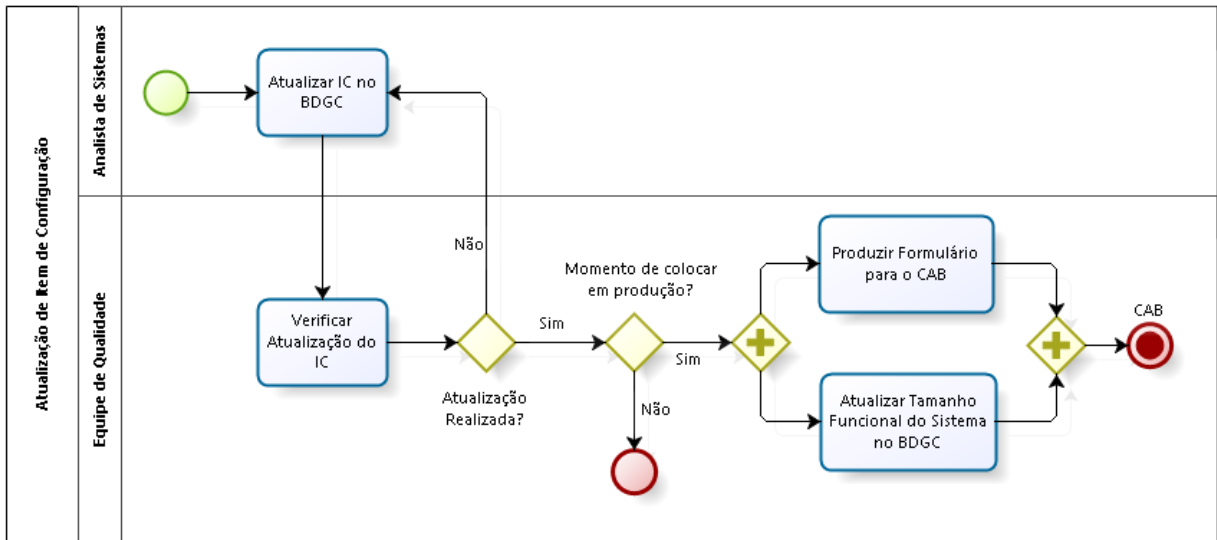 Atualização de Item de Configuração
Analista de Sistemas
Atualizar IC no
BDGC
Equipe de Qualidade
Verificar
Atualização do
IC
Não
Atualização
Realizada?
Sim
Momento de colocar
em produção?
Sim
Não
Produzir Formulário
para o CAB
Atualizar Tamanho
Funcional do Sistema
no BDGC
CAB